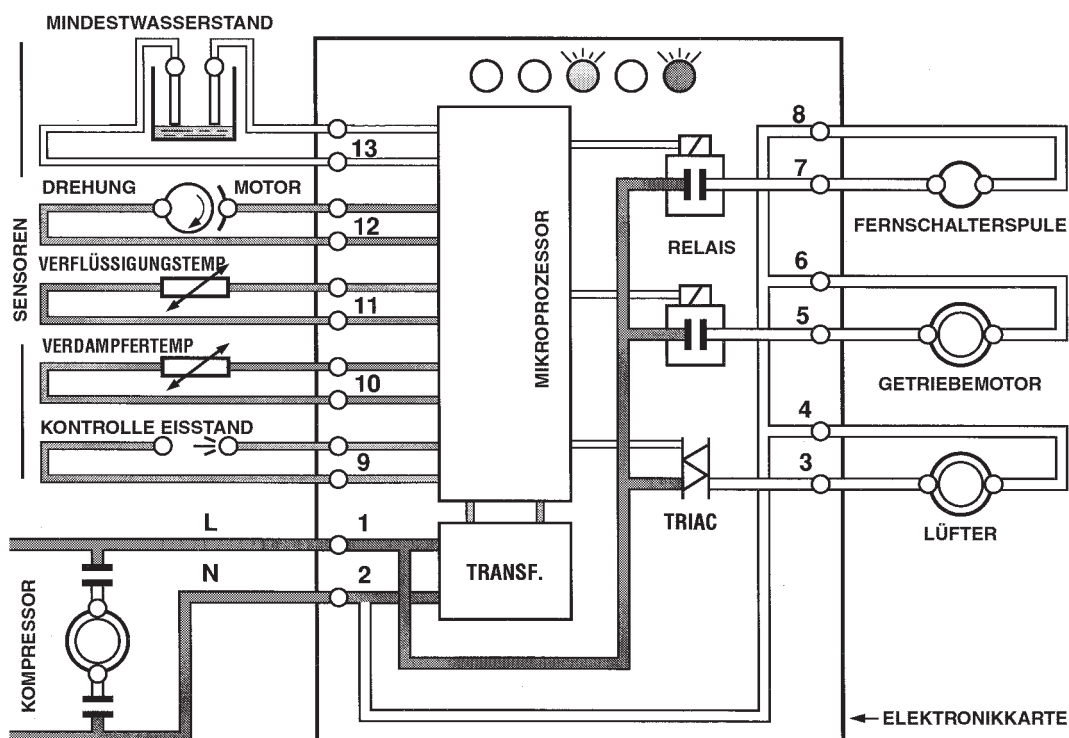 MINDESTWASSERSTAND
SENSOREN
13
DREHUNG MOTOR
12
VERFLÜSSIGUNGSTEMP
11
VERDAMPFERTEMP
10
KONTROLLE EISSTAND
9
L
1
N
2
KOMPRESSOR
MIKROPROZESSOR
TRANSF.
RELAIS
TRIAC
8
7
FERNSCHALTERSPULE
6
5
GETRIEBEMOTOR
4
3
LÜFTER
ELEKTRONIKKARTE